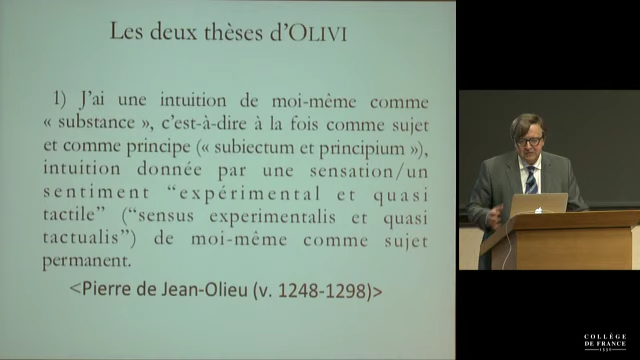 Les deux thèses d'OLIVI
1) J'ai une intuition de moi-même comme
« substance », c'est-à-dire à la fois comme sujet
et comme principe (« subiectum et principium »),
intuition donnée par une sensation/un
sentiment “expérimental et quasi
tactile” (“sensus experimentalis et quasi
tactualis”) de moi-même comme sujet
permanent.
<Pierre de Jean-Olieu (v. 1248-1298)>
COLLÈGE
DE FRANCE
1530